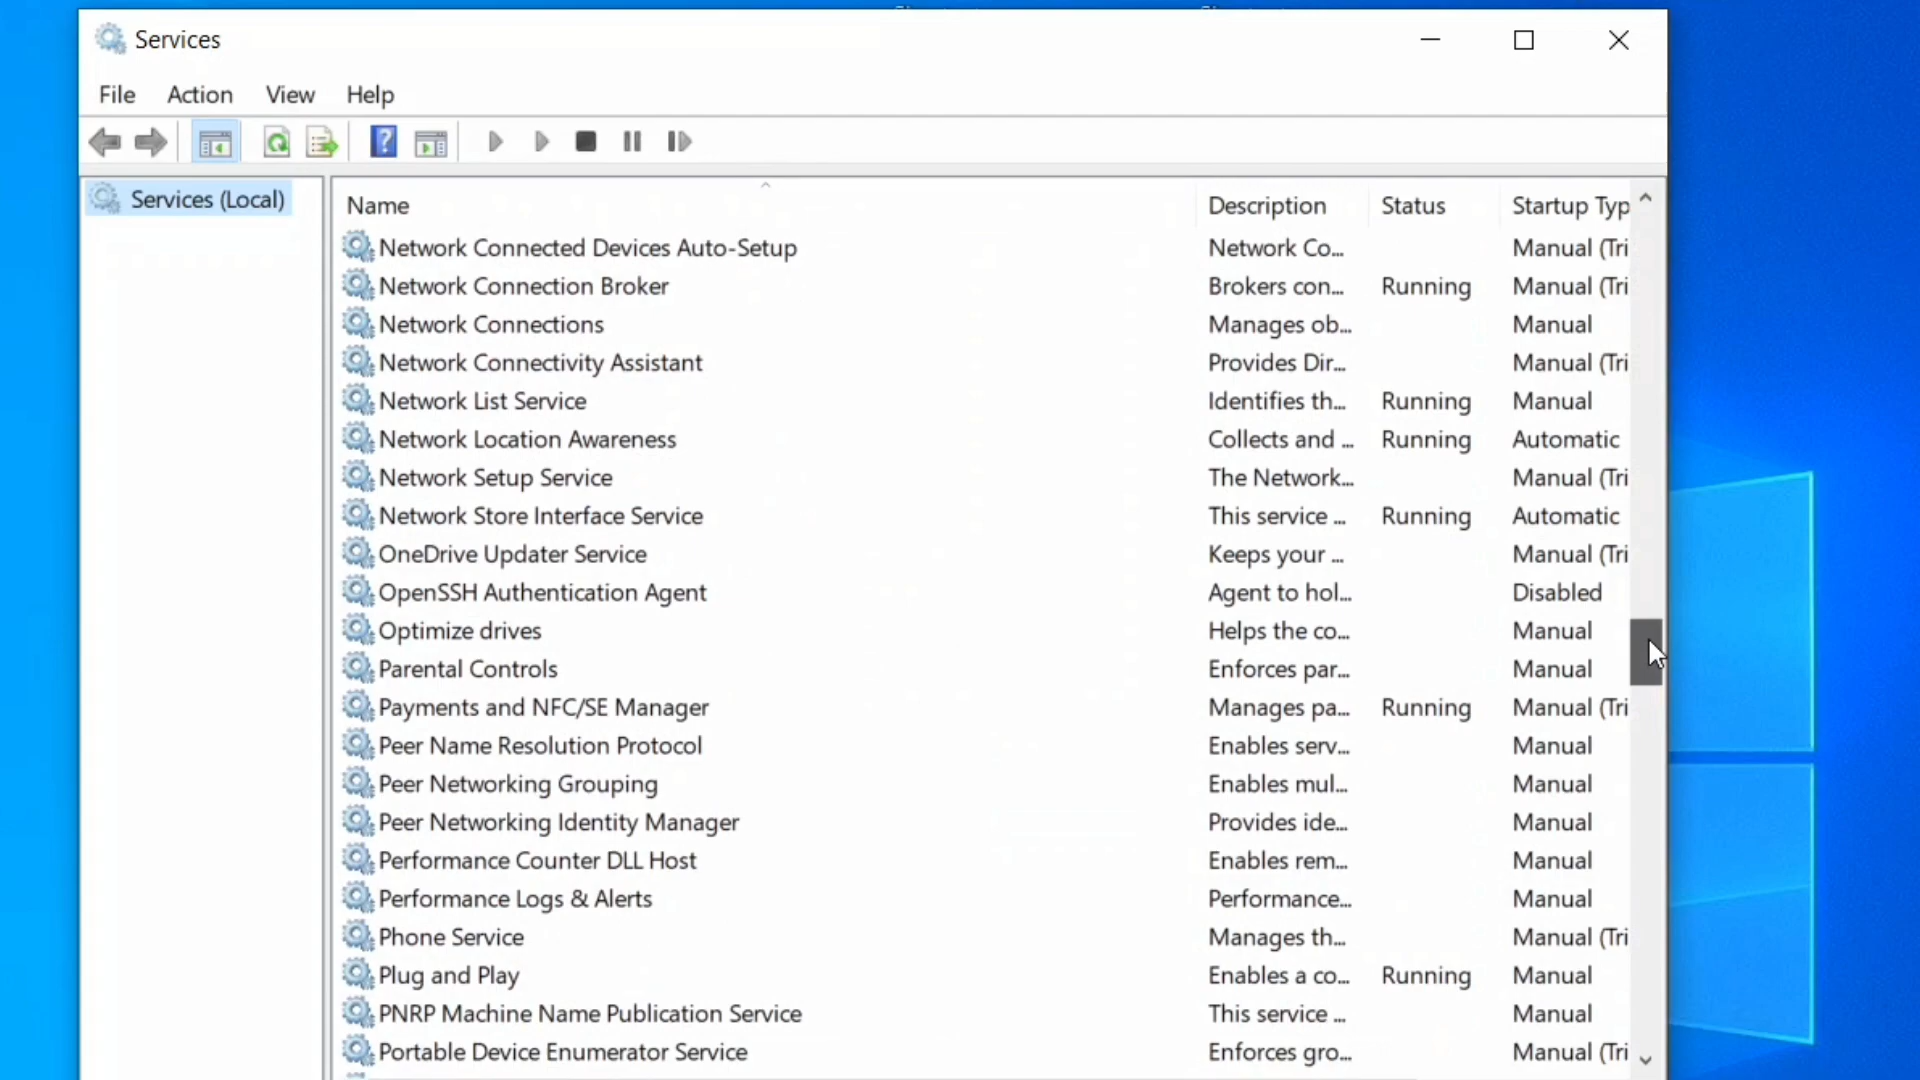 Services
File Action View Help
Services (Local)
Name Description Status Startup Typ
Network Connected Devices Auto-Setup Network Co... Manual (Tri
Network Connection Broker Brokers con... Running Manual (Tri
Network Connections Manages ob... Manual
Network Connectivity Assistant Provides Dir... Manual (Tri
Network List Service Identifies th... Running Manual
Network Location Awareness Collects and ... Running Automatic
Network Setup Service The Network... Manual (Tri
Network Store Interface Service This service ... Running Automatic
OneDrive Updater Service Keeps your ... Manual (Tri
OpenSSH Authentication Agent Agent to hol... Disabled
Optimize drives Helps the co... Manual
Parental Controls Enforces par... Manual
Payments and NFC/SE Manager Manages pa... Running Manual (Tri
Peer Name Resolution Protocol Enables serv... Manual
Peer Networking Grouping Enables mul... Manual
Peer Networking Identity Manager Provides ide... Manual
Performance Counter DLL Host Enables rem... Manual
Performance Logs & Alerts Performance... Manual
Phone Service Manages th... Manual (Tri
Plug and Play Enables a co... Running Manual
PNRP Machine Name Publication Service This service ... Manual
Portable Device Enumerator Service Enforces gro... Manual (Tri